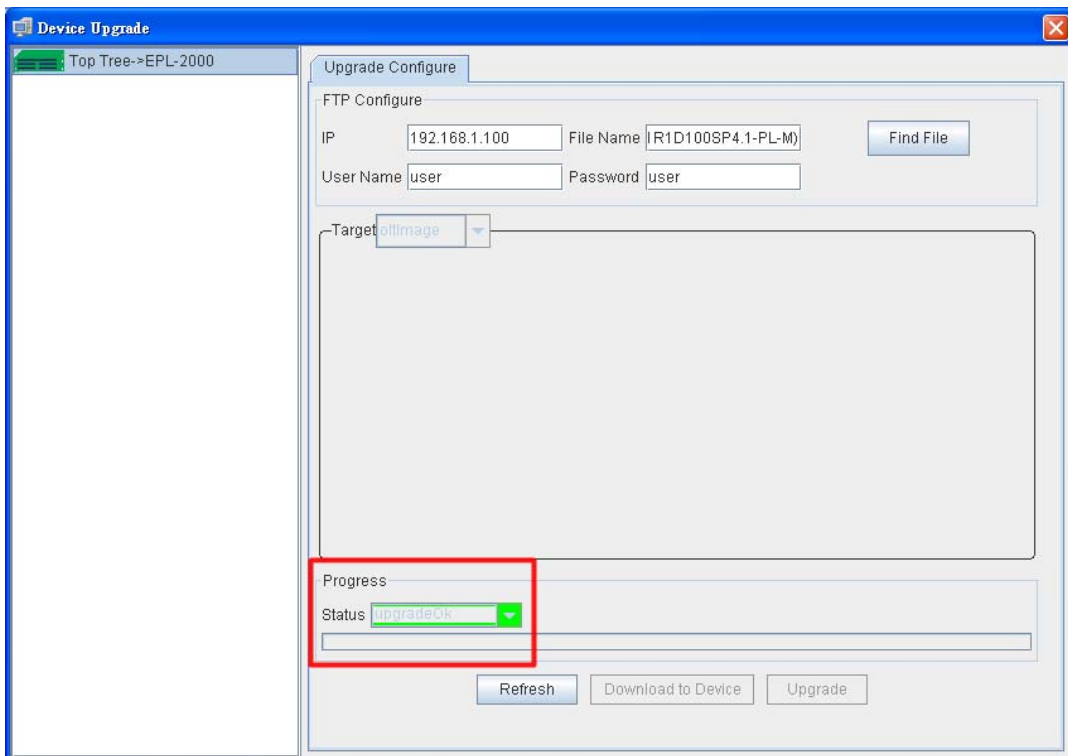 Device Upgrade
Top Tree->EPL-2000
Upgrade Configure
FTP Configure
IP 192.168.1.100 File Name IR1D100SP4.1-PL-M) Find File
User Name user Password user
Target oltImage
Progress
Status upgradeOk
Refresh Download to Device Upgrade